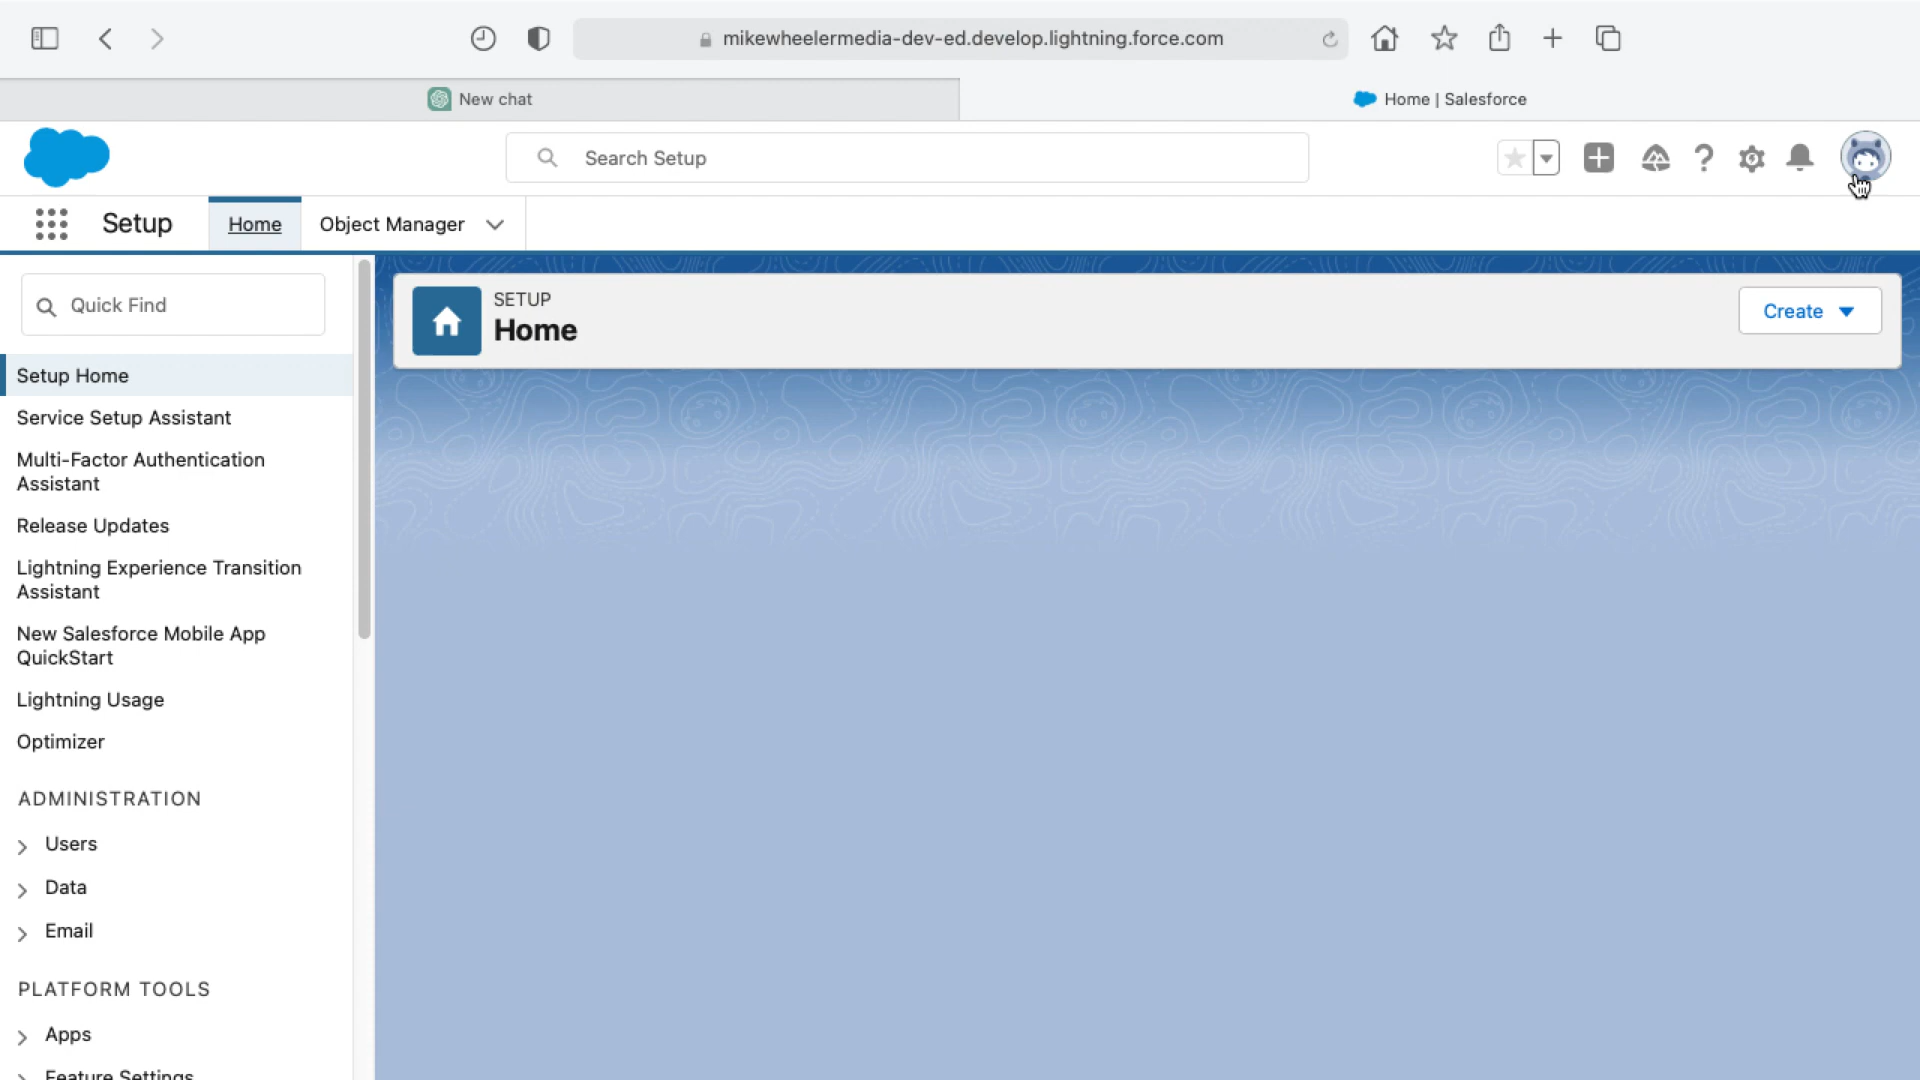 mikewheelermedia-dev-ed.develop.lightning.force.com
New chat
Home | Salesforce
Search Setup
Setup
Home
Object Manager
Quick Find
SETUP
Home
Create
Setup Home
Service Setup Assistant
Multi-Factor Authentication
Assistant
Release Updates
Lightning Experience Transition
Assistant
New Salesforce Mobile App
QuickStart
Lightning Usage
Optimizer
ADMINISTRATION
Users
Data
Email
PLATFORM TOOLS
Apps
Feature Settings